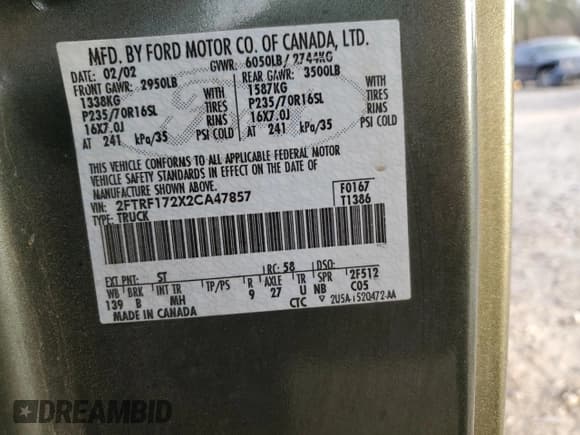 MFD. BY FORD MOTOR CO. OF CANADA, LTD.
DATE: 02/02 GVWR: 6050LB/ 2744KG
FRONT GAWR: 2950LB REAR GAWR: 3500LB
1338KG WITH 1587KG WITH
P235/70R16SL TIRES P235/70R16SL TIRES
16X7.0J RIMS 16X7.0J RIMS
AT 241 kPa/35 PSI COLD AT 241 kPa/35 PSI COLD
THIS VEHICLE CONFORMS TO ALL APPLICABLE FEDERAL MOTOR
VEHICLE SAFETY STANDARDS IN EFFECT ON THE DATE OF
MANUFACTURE SHOWN ABOVE.
VIN: 2FTRF172X2CA47857 F0167
TYPE: TRUCK T1386
EXT PNT: ST RC: 58 DSO:
WB BRK INT TR TP/PS R AXLE TR SPR 2F512
139 B MH 9 27 U NB C05
MADE IN CANADA CTC 2U5A-1520472-AA
DREAMBID